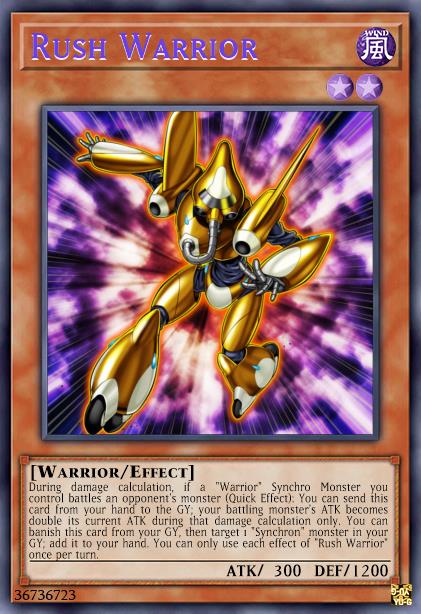 RUSH WARRIOR
WIND
風
[WARRIOR/EFFECT]
During damage calculation, if a "Warrior" Synchro Monster you
control battles an opponent's monster (Quick Effect): You can send this
card from your hand to the GY; your battling monster's ATK becomes
double its current ATK during that damage calculation only. You can
banish this card from your GY, then target 1 "Synchron" monster in your
GY; add it to your hand. You can only use each effect of "Rush Warrior"
once per turn.
ATK/ 300 DEF/1200
36736723